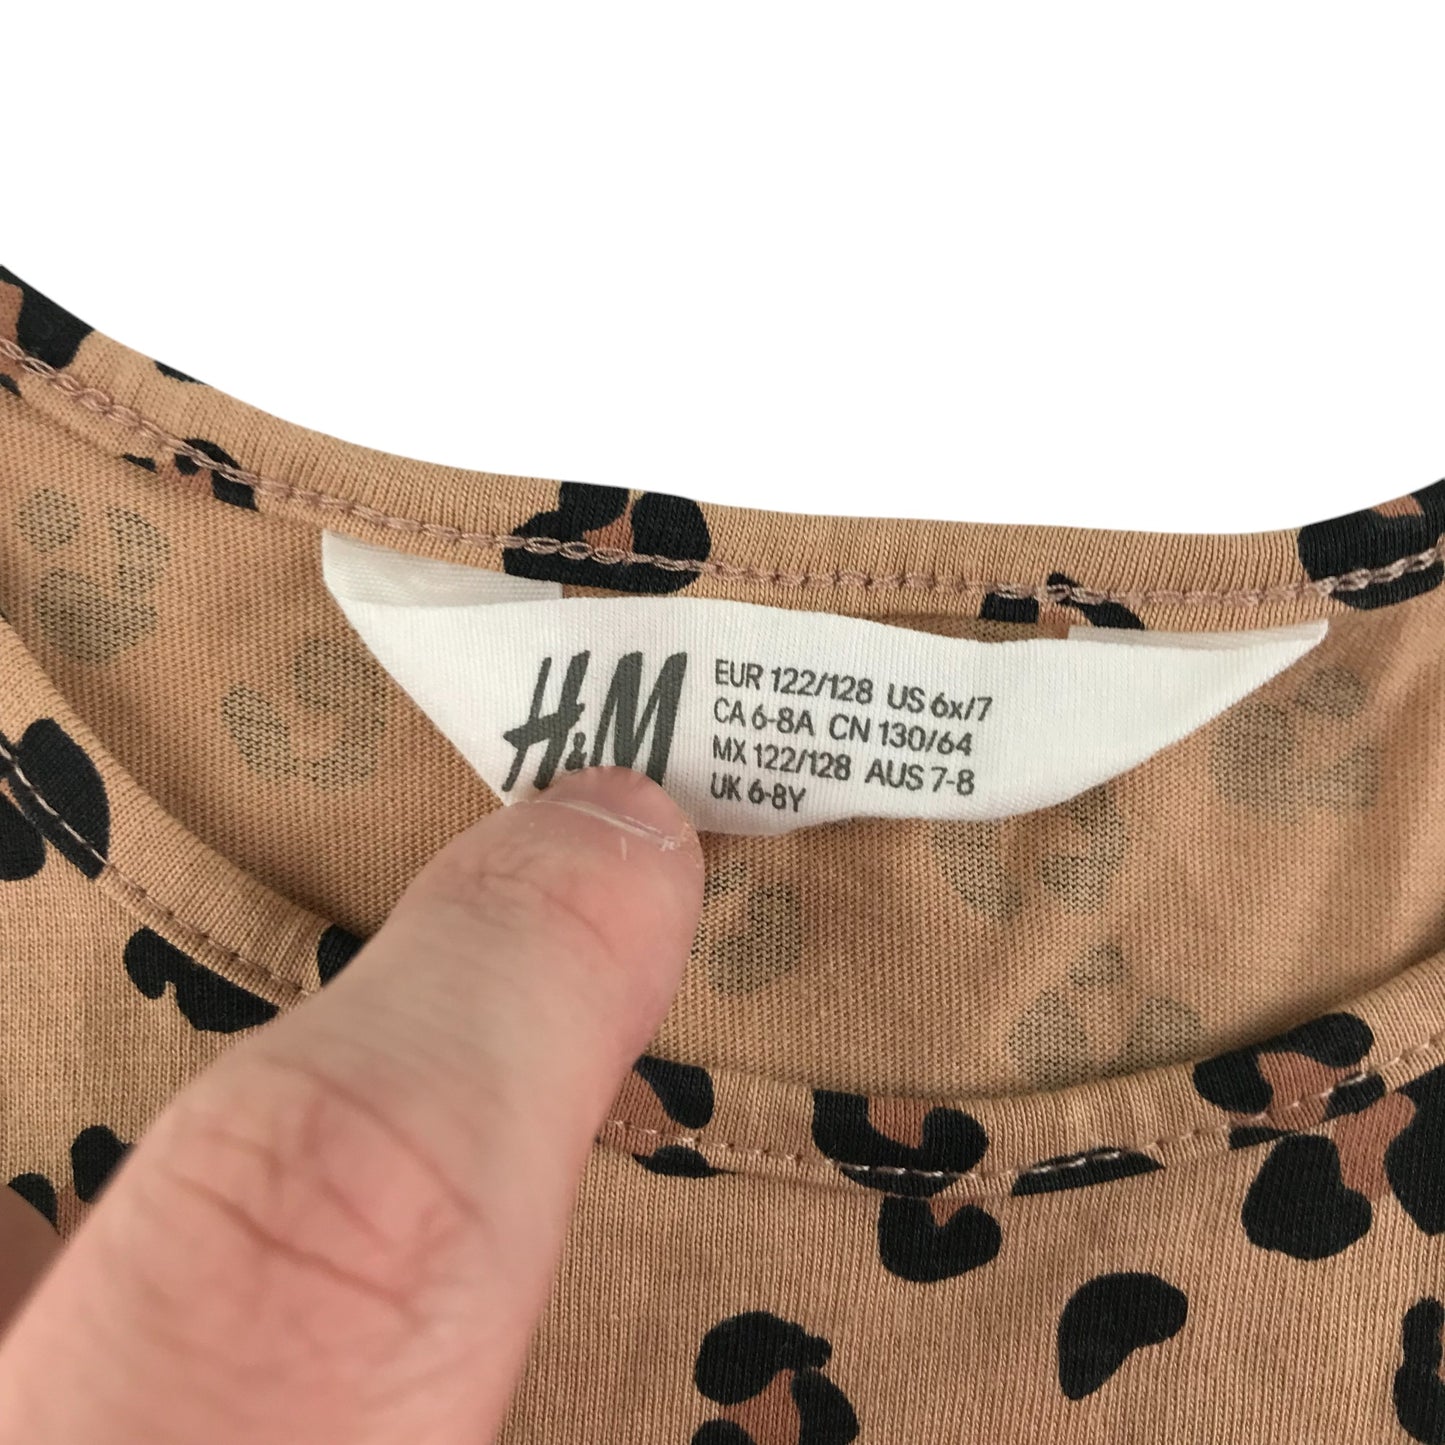 H&M
EUR 122/128 US 6x/7
CA 6-8A CN 130/64
MX 122/128 AUS 7-8
UK 6-8Y